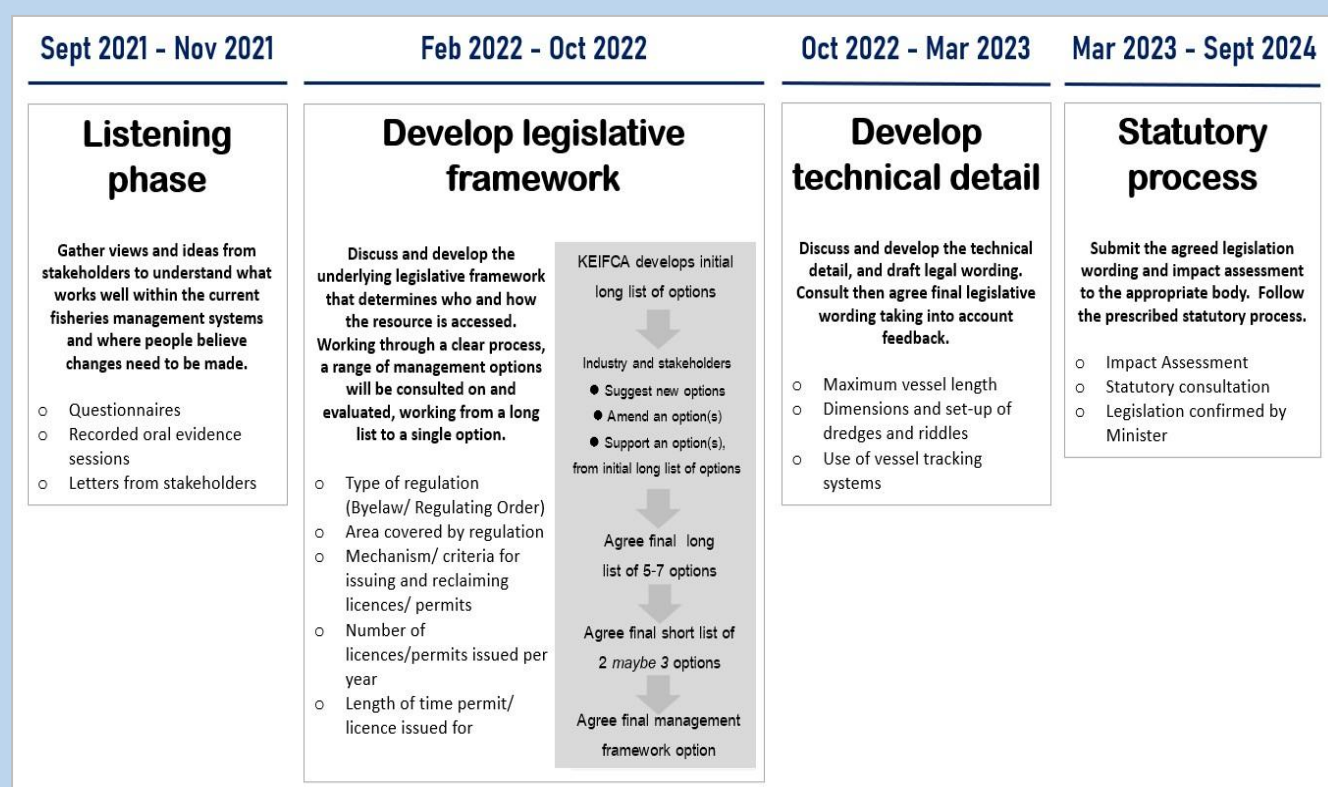 Sept 2021 - Nov 2021
Listening
phase
Gather views and ideas from
stakeholders to understand what
works well within the current
fisheries management systems
and where people believe
changes need to be made.
o Questionnaires
o Recorded oral evidence
sessions
o Letters from stakeholders
Feb 2022 - Oct 2022
Develop legislative
framework
Discuss and develop the
underlying legislative framework
that determines who and how
the resource is accessed.
Working through a clear process,
a range of management options
will be consulted on and
evaluated, working from a long
list to a single option.
o Type of regulation
(Byelaw/ Regulating Order)
o Area covered by regulation
o Mechanism/ criteria for
issuing and reclaiming
licences/ permits
o Number of
licences/permits issued per
year
o Length of time permit/
licence issued for
KEIFCA develops initial
long list of options
Industry and stakeholders
● Suggest new options
● Amend an option(s)
● Support an option(s),
from initial long list of options
Agree final long
list of 5-7 options
Agree final short list of
2 maybe 3 options
Agree final management
framework option
Oct 2022 - Mar 2023
Develop
technical detail
Discuss and develop the technical
detail, and draft legal wording.
Consult then agree final legislative
wording taking into account
feedback.
o Maximum vessel length
o Dimensions and set-up of
dredges and riddles
o Use of vessel tracking
systems
Mar 2023 - Sept 2024
Statutory
process
Submit the agreed legislation
wording and impact assessment
to the appropriate body. Follow
the prescribed statutory process.
o Impact Assessment
o Statutory consultation
o Legislation confirmed by
Minister